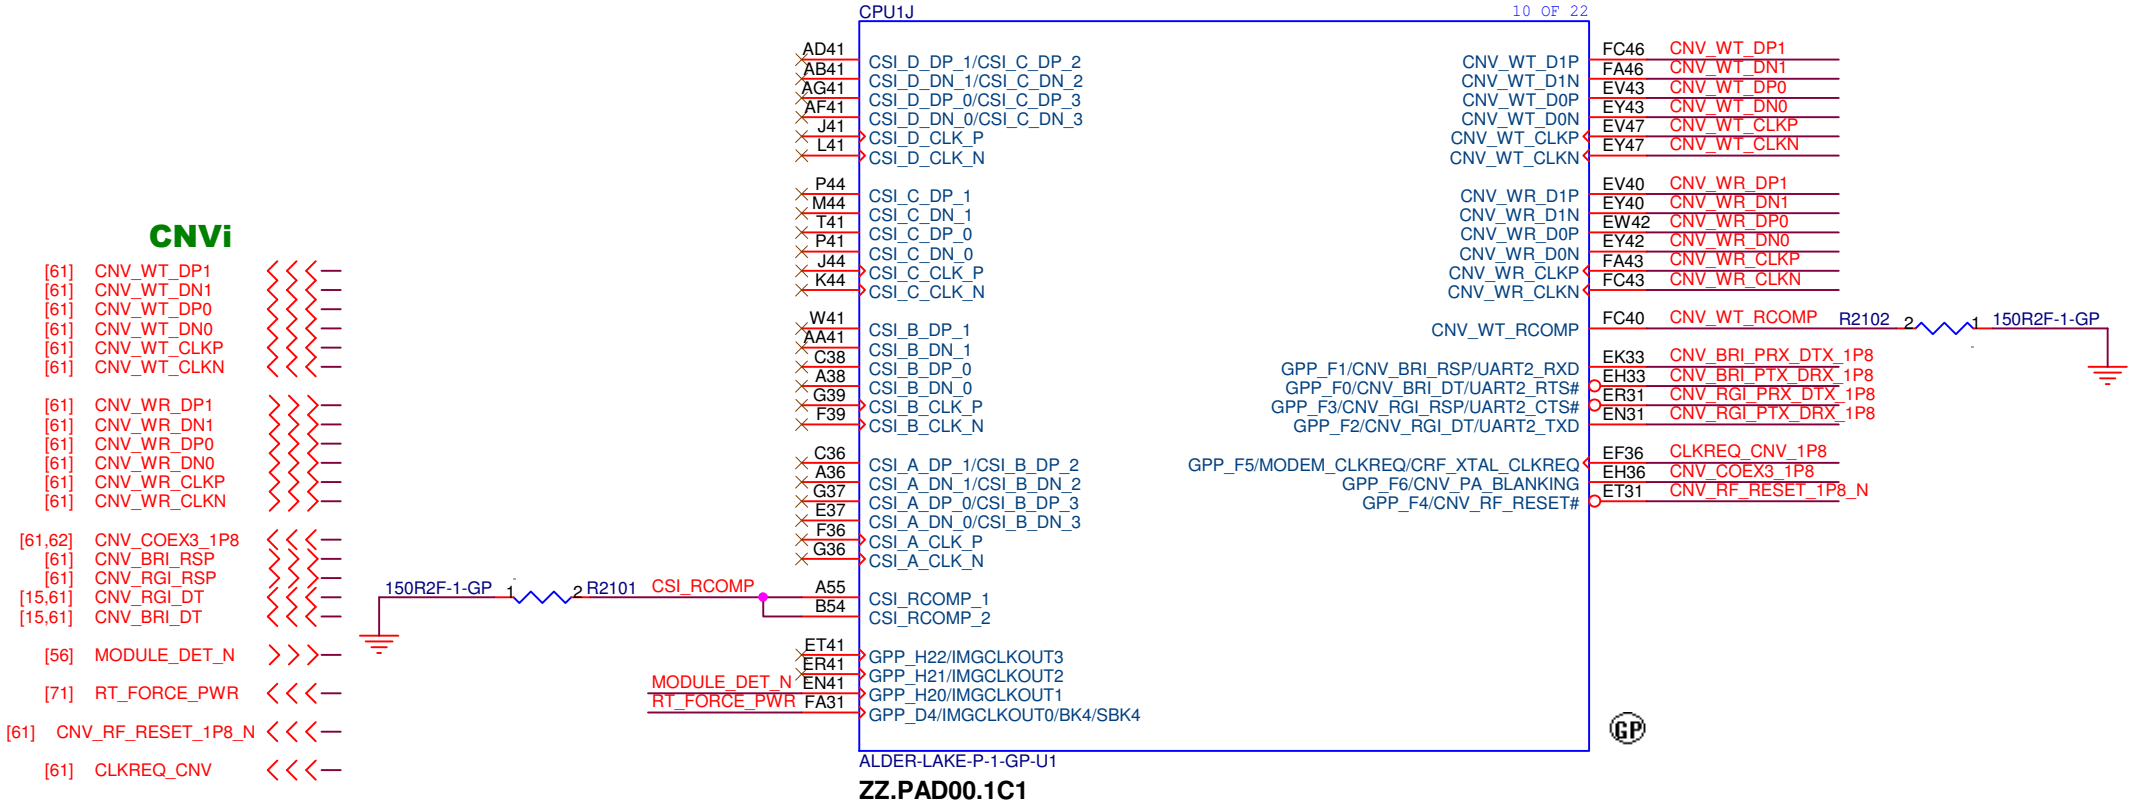 CPU1J
10 OF 22
AD41 CSI_D_DP_1/CSI_C_DP_2
AB41 CSI_D_DN_1/CSI_C_DN_2
AG41 CSI_D_DP_0/CSI_C_DP_3
AF41 CSI_D_DN_0/CSI_C_DN_3
J41 CSI_D_CLK_P
L41 CSI_D_CLK_N
P44 CSI_C_DP_1
M44 CSI_C_DN_1
T41 CSI_C_DP_0
P41 CSI_C_DN_0
J44 CSI_C_CLK_P
K44 CSI_C_CLK_N
W41 CSI_B_DP_1
AA41 CSI_B_DN_1
C38 CSI_B_DP_0
A38 CSI_B_DN_0
G39 CSI_B_CLK_P
F39 CSI_B_CLK_N
C36 CSI_A_DP_1/CSI_B_DP_2
A36 CSI_A_DN_1/CSI_B_DN_2
G37 CSI_A_DP_0/CSI_B_DP_3
E37 CSI_A_DN_0/CSI_B_DN_3
F36 CSI_A_CLK_P
G36 CSI_A_CLK_N
150R2F-1-GP 1 2 R2101 CSI_RCOMP A55 CSI_RCOMP_1
B54 CSI_RCOMP_2
ET41 GPP_H22/IMGCLKOUT3
ER41 GPP_H21/IMGCLKOUT2
MODULE_DET_N EN41 GPP_H20/IMGCLKOUT1
RT_FORCE_PWR FA31 GPP_D4/IMGCLKOUT0/BK4/SBK4
CNV_WT_D1P FC46 CNV_WT_DP1
CNV_WT_D1N FA46 CNV_WT_DN1
CNV_WT_D0P EV43 CNV_WT_DP0
CNV_WT_D0N EY43 CNV_WT_DN0
CNV_WT_CLKP EV47 CNV_WT_CLKP
CNV_WT_CLKN EY47 CNV_WT_CLKN
CNV_WR_D1P EV40 CNV_WR_DP1
CNV_WR_D1N EY40 CNV_WR_DN1
CNV_WR_D0P EW42 CNV_WR_DP0
CNV_WR_D0N EY42 CNV_WR_DN0
CNV_WR_CLKP FA43 CNV_WR_CLKP
CNV_WR_CLKN FC43 CNV_WR_CLKN
CNV_WT_RCOMP FC40 CNV_WT_RCOMP R2102 2 1 150R2F-1-GP
GPP_F1/CNV_BRI_RSP/UART2_RXD EK33 CNV_BRI_PRX_DTX_1P8
GPP_F0/CNV_BRI_DT/UART2_RTS# EH33 CNV_BRI_PTX_DRX_1P8
GPP_F3/CNV_RGI_RSP/UART2_CTS# ER31 CNV_RGI_PRX_DTX_1P8
GPP_F2/CNV_RGI_DT/UART2_TXD EN31 CNV_RGI_PTX_DRX_1P8
GPP_F5/MODEM_CLKREQ/CRF_XTAL_CLKREQ EF36 CLKREQ_CNV_1P8
GPP_F6/CNV_PA_BLANKING EH36 CNV_COEX3_1P8
GPP_F4/CNV_RF_RESET# ET31 CNV_RF_RESET_1P8_N
CNVi
[61] CNV_WT_DP1
[61] CNV_WT_DN1
[61] CNV_WT_DP0
[61] CNV_WT_DN0
[61] CNV_WT_CLKP
[61] CNV_WT_CLKN
[61] CNV_WR_DP1
[61] CNV_WR_DN1
[61] CNV_WR_DP0
[61] CNV_WR_DN0
[61] CNV_WR_CLKP
[61] CNV_WR_CLKN
[61,62] CNV_COEX3_1P8
[61] CNV_BRI_RSP
[61] CNV_RGI_RSP
[15,61] CNV_RGI_DT
[15,61] CNV_BRI_DT
[56] MODULE_DET_N
[71] RT_FORCE_PWR
[61] CNV_RF_RESET_1P8_N
[61] CLKREQ_CNV
GP
ALDER-LAKE-P-1-GP-U1
ZZ.PAD00.1C1